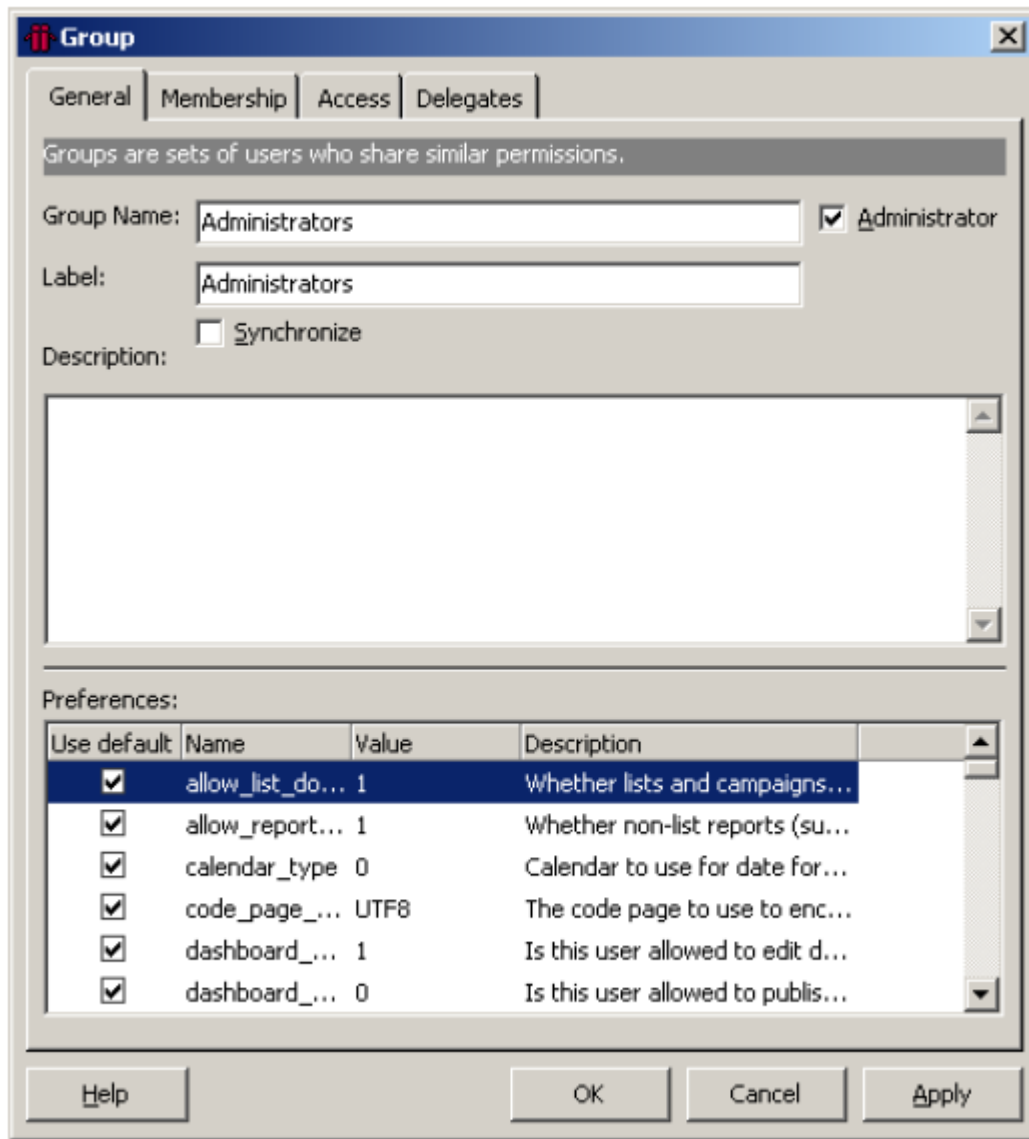 Group
General Membership Access Delegates
Groups are sets of users who share similar permissions.
Group Name: Administrators Administrator
Label: Administrators
Synchronize
Description:
Preferences:
Use default Name Value Description
allow_list_do... 1 Whether lists and campaigns...
allow_report... 1 Whether non-list reports (su...
calendar_type 0 Calendar to use for date for...
code_page_... UTF8 The code page to use to enc...
dashboard_... 1 Is this user allowed to edit d...
dashboard_... 0 Is this user allowed to publis...
Help OK Cancel Apply